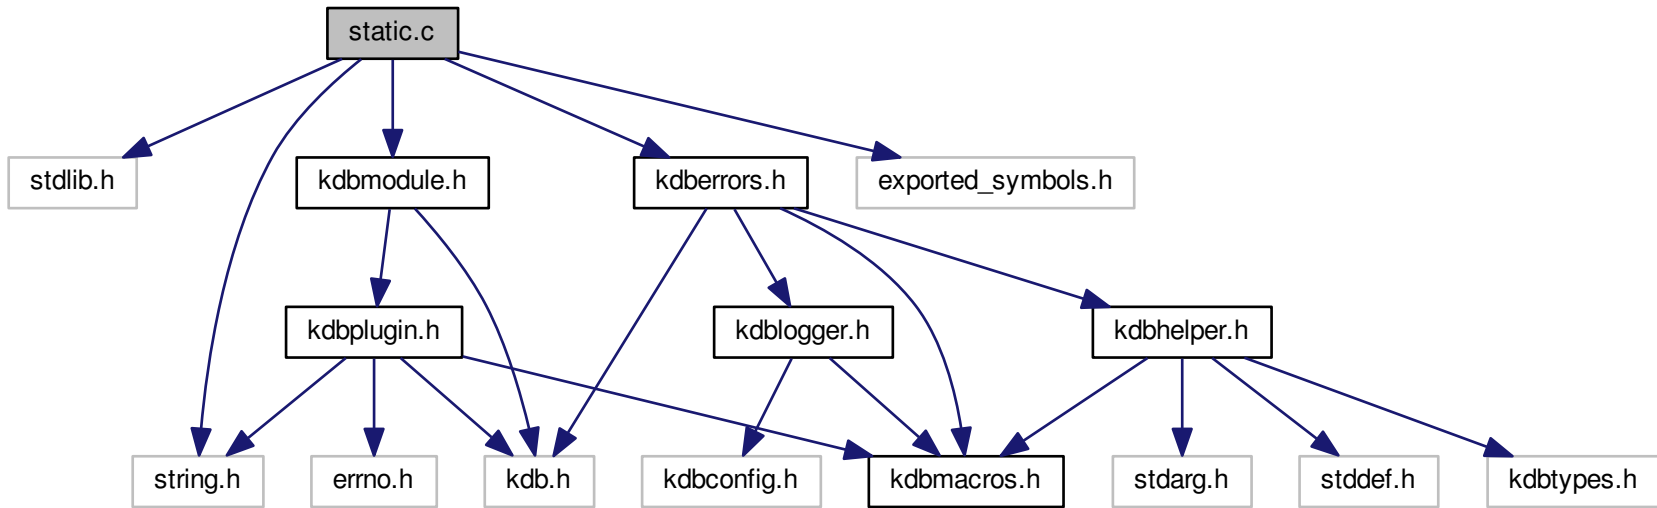 static.c
stdlib.h
kdbmodule.h
kdberrors.h
exported_symbols.h
kdbplugin.h
kdblogger.h
kdbhelper.h
string.h
errno.h
kdb.h
kdbconfig.h
kdbmacros.h
stdarg.h
stddef.h
kdbtypes.h